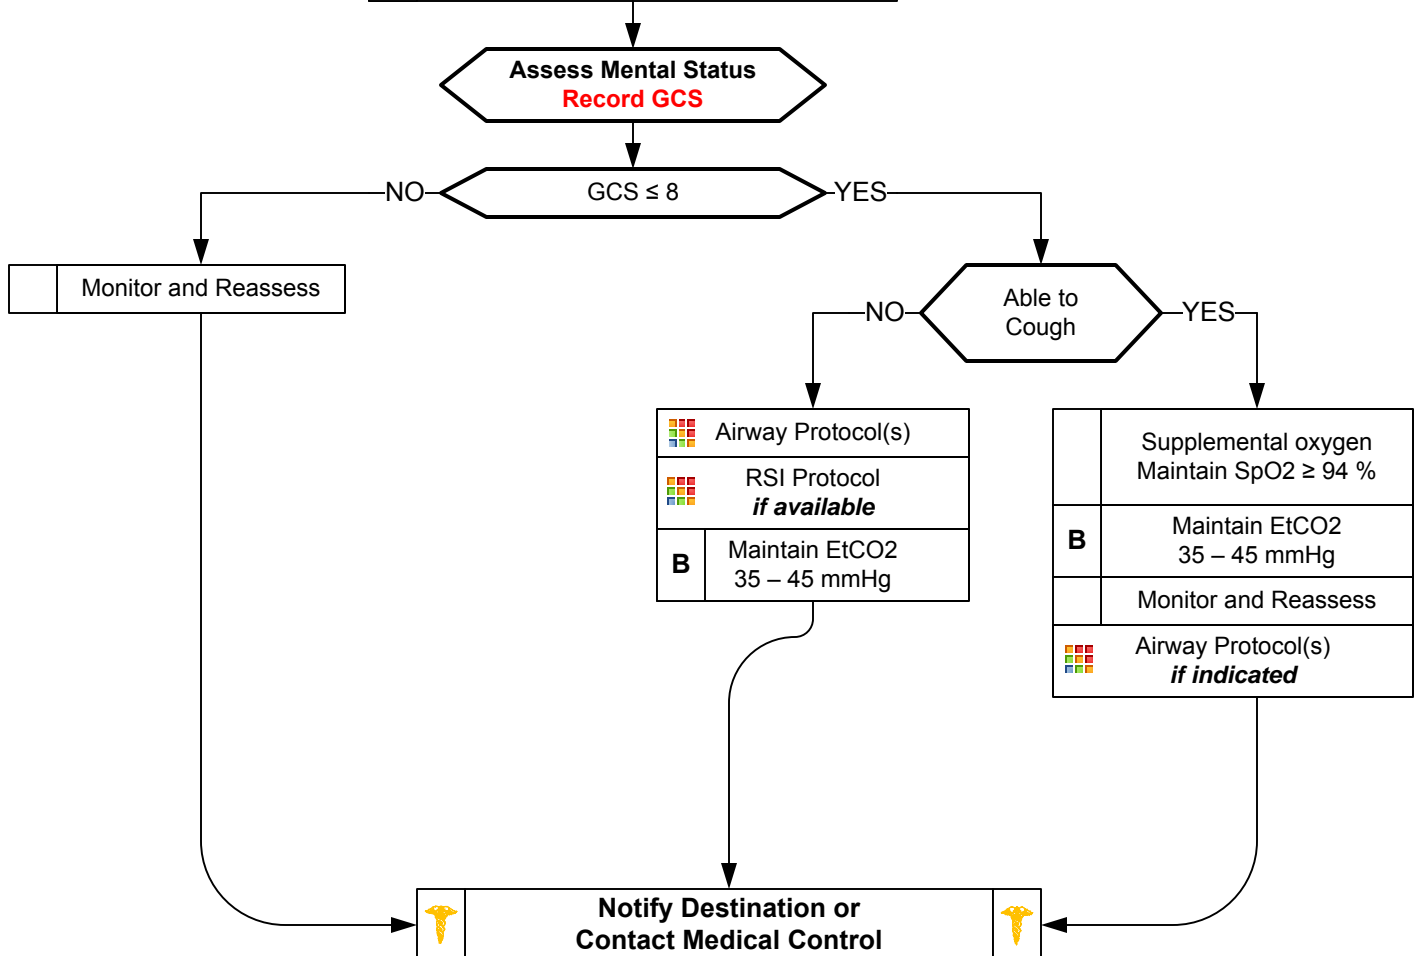 Assess Mental Status
Record GCS
GCS ≤ 8
NO
YES
Monitor and Reassess
Able to
Cough
NO
YES
Airway Protocol(s)
RSI Protocol
if available
B
Maintain EtCO2
35 – 45 mmHg
Supplemental oxygen
Maintain SpO2 ≥ 94 %
B
Maintain EtCO2
35 – 45 mmHg
Monitor and Reassess
Airway Protocol(s)
if indicated
Notify Destination or
Contact Medical Control